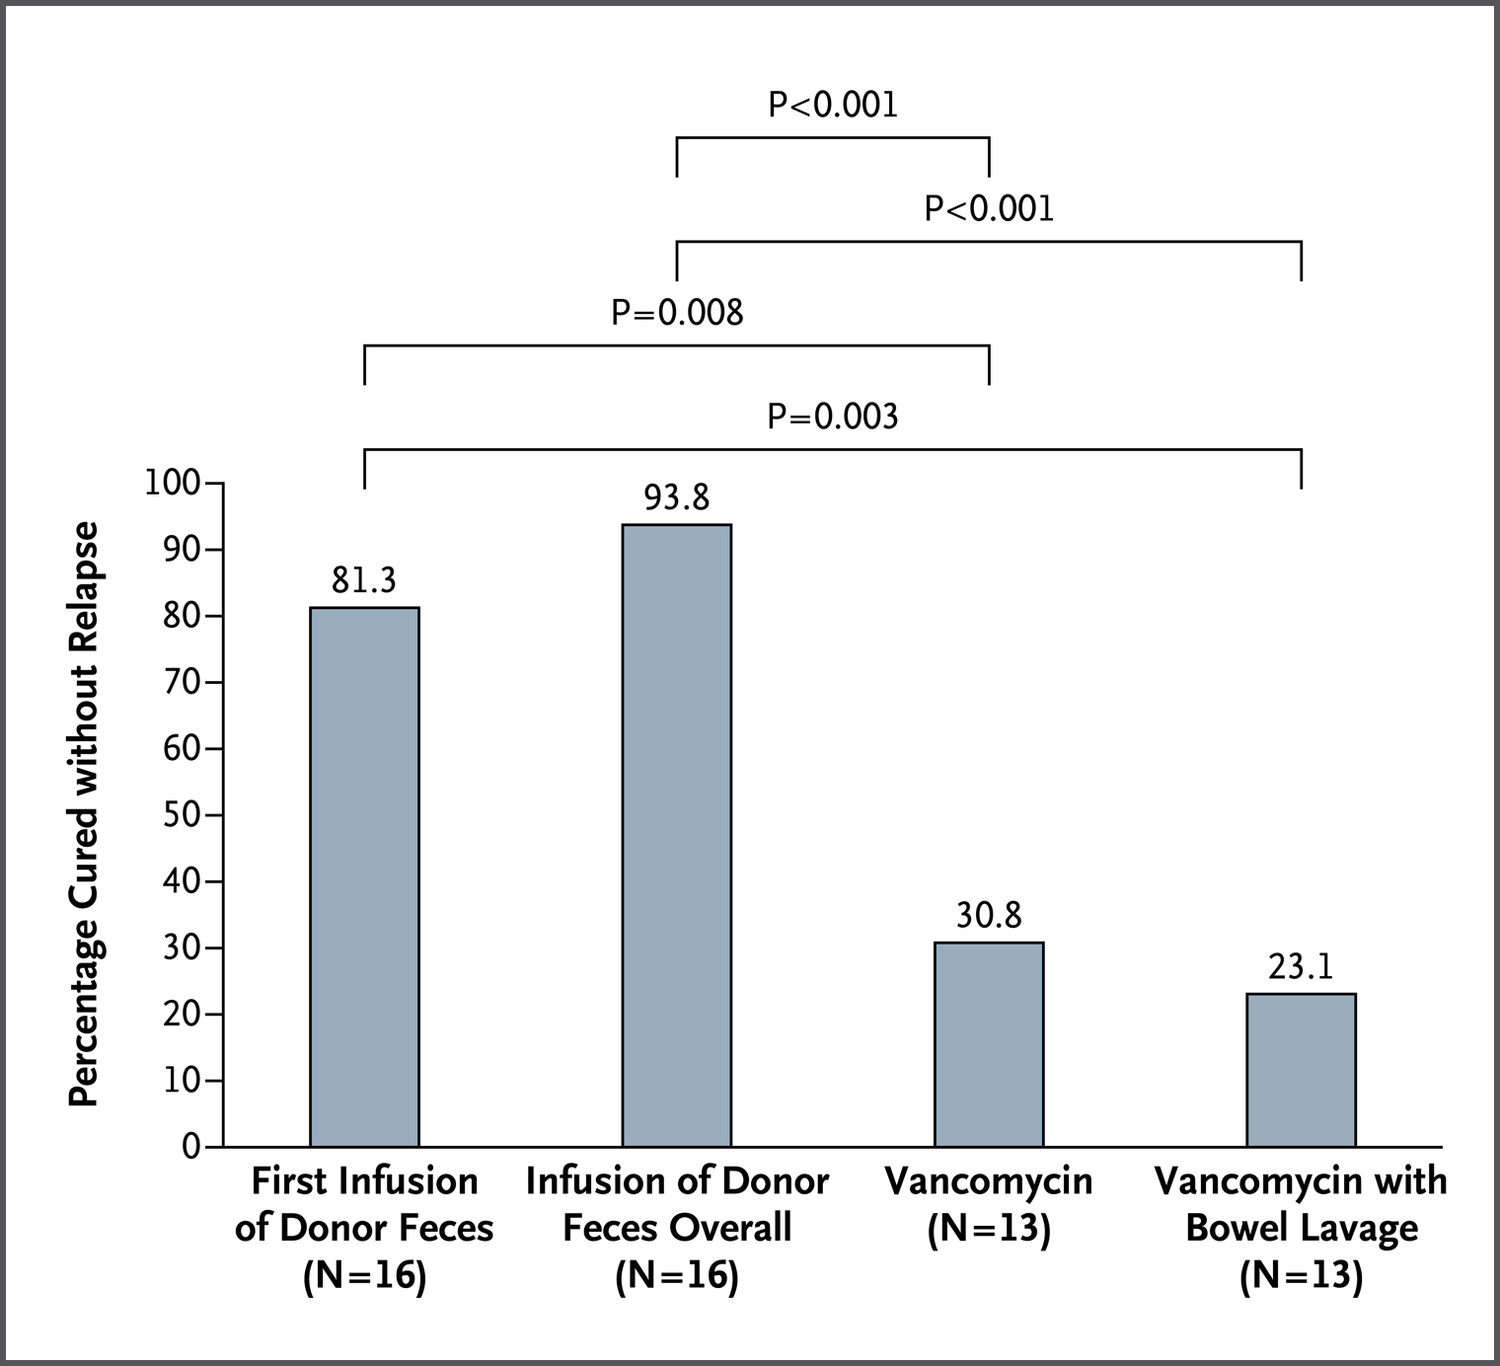 P<0.001
P<0.001
P=0.008
P=0.003
Percentage Cured without Relapse
100
90
80
70
60
50
40
30
20
10
0
81.3
93.8
30.8
23.1
First Infusion
of Donor Feces
(N=16)
Infusion of Donor
Feces Overall
(N=16)
Vancomycin
(N=13)
Vancomycin with
Bowel Lavage
(N=13)